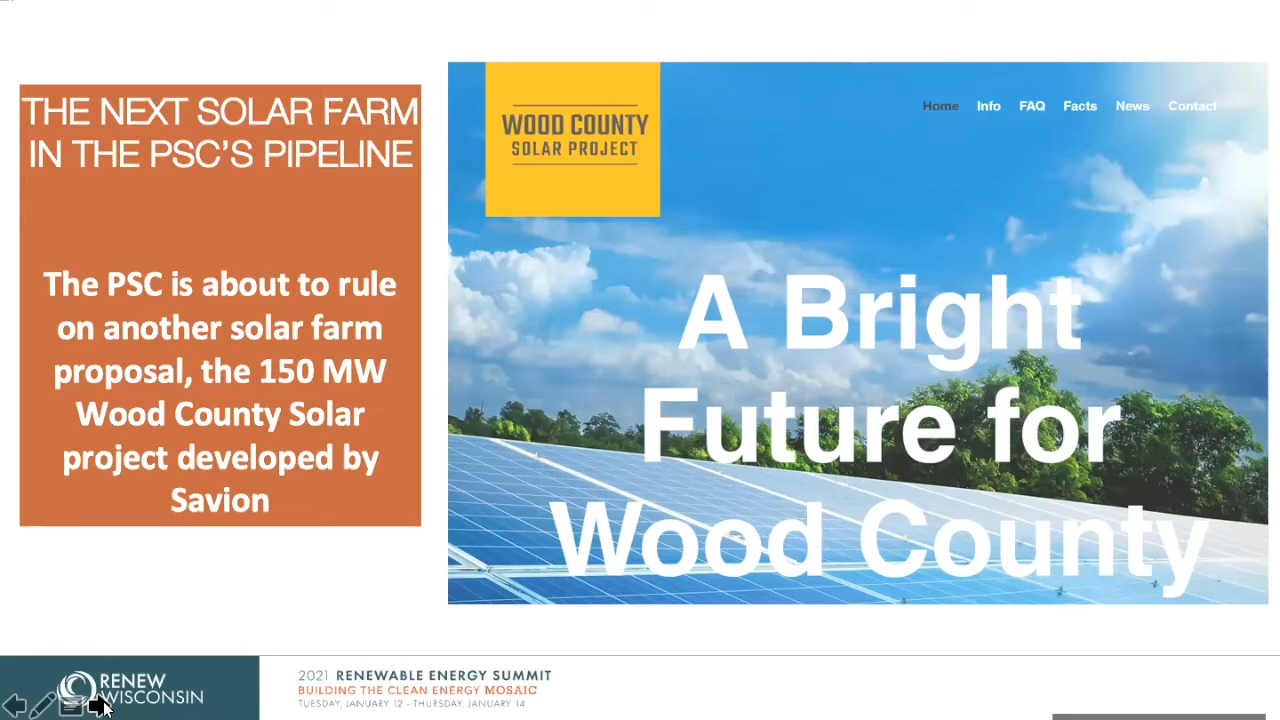 THE NEXT SOLAR FARM
IN THE PSC'S PIPELINE
The PSC is about to rule
on another solar farm
proposal, the 150 MW
Wood County Solar
project developed by
Savion
WOOD COUNTY
SOLAR PROJECT
Home Info FAQ Facts News Contact
A Bright
Future for
Wood County
RENEW
WISCONSIN
2021 RENEWABLE ENERGY SUMMIT
BUILDING THE CLEAN ENERGY MOSAIC
TUESDAY, JANUARY 12 - THURSDAY, JANUARY 14